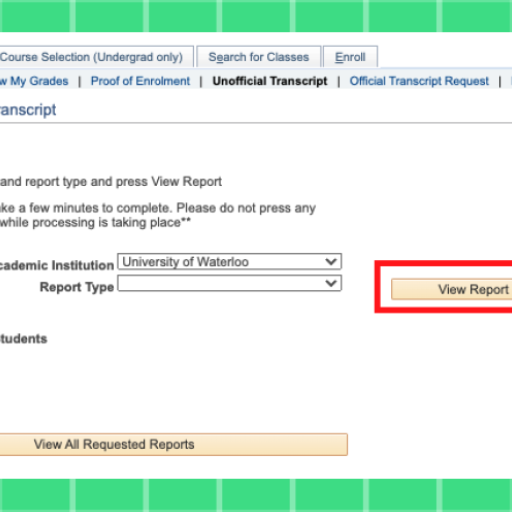 Course Selection (Undergrad only) Search for Classes Enroll
w My Grades | Proof of Enrolment | Unofficial Transcript | Official Transcript Request |
anscript
and report type and press View Report
ke a few minutes to complete. Please do not press any
while processing is taking place**
cademic Institution University of Waterloo
Report Type
View Report
tudents
View All Requested Reports